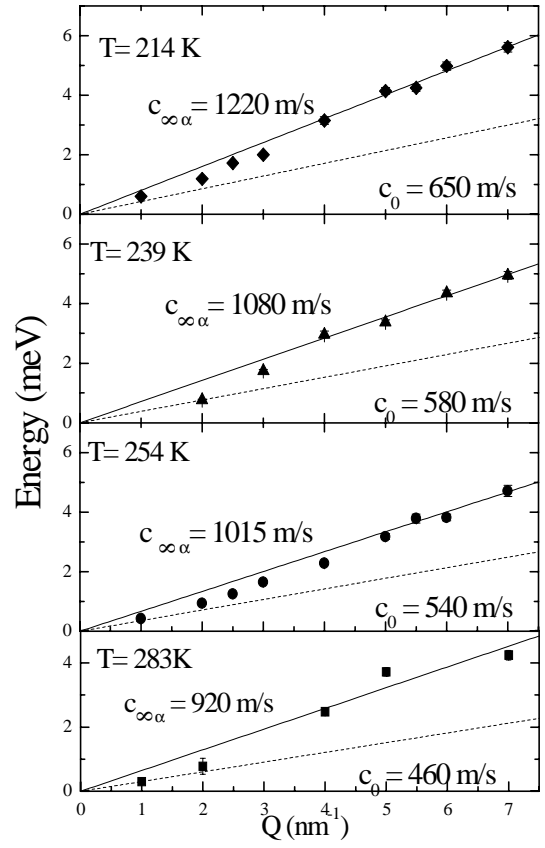 6
T= 214 K
4
c∞α = 1220 m/s
2
c0 = 650 m/s
0
6
T= 239 K
4
c∞α = 1080 m/s
2
c0 = 580 m/s
0
Energy (meV)
6
T= 254 K
4
c∞α = 1015 m/s
2
c0 = 540 m/s
0
T= 283K
4
c∞α = 920 m/s
2
c0 = 460 m/s
0
0 1 2 3 4 5 6 7
Q (nm-1)